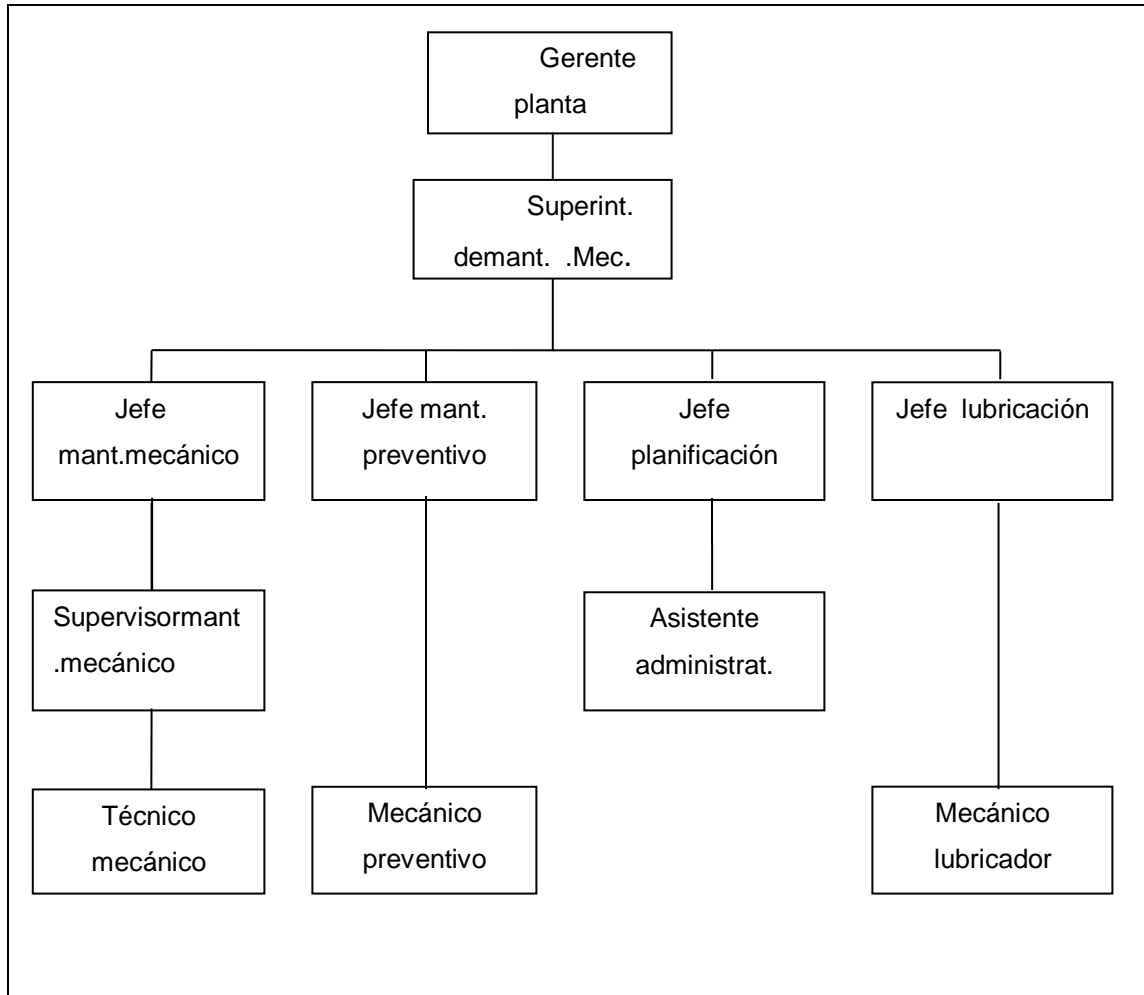 Gerente
planta
Superint.
demant. .Mec.
Jefe
mant.mecánico
Jefe mant.
preventivo
Jefe
planificación
Jefe lubricación
Supervisormant
.mecánico
Asistente
administrat.
Técnico
mecánico
Mecánico
preventivo
Mecánico
lubricador